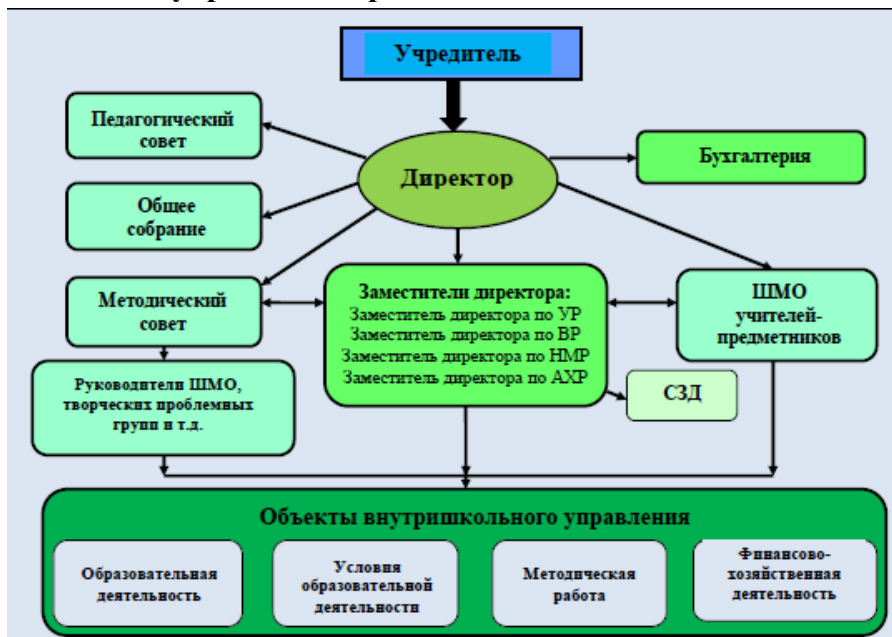 Учредитель
Педагогический
совет
Директор
Бухгалтерия
Общее
собрание
Методический
совет
Заместители директора:
Заместитель директора по УР
Заместитель директора по ВР
Заместитель директора по НМР
Заместитель директора по АХР
ШМО
учителей-
предметников
Руководители ШМО,
творческих проблемных
групп и т.д.
СЗД
Объекты внутришкольного управления
Образовательная
деятельность
Условия
образовательной
деятельности
Методическая
работа
Финансово-
хозяйственная
деятельность